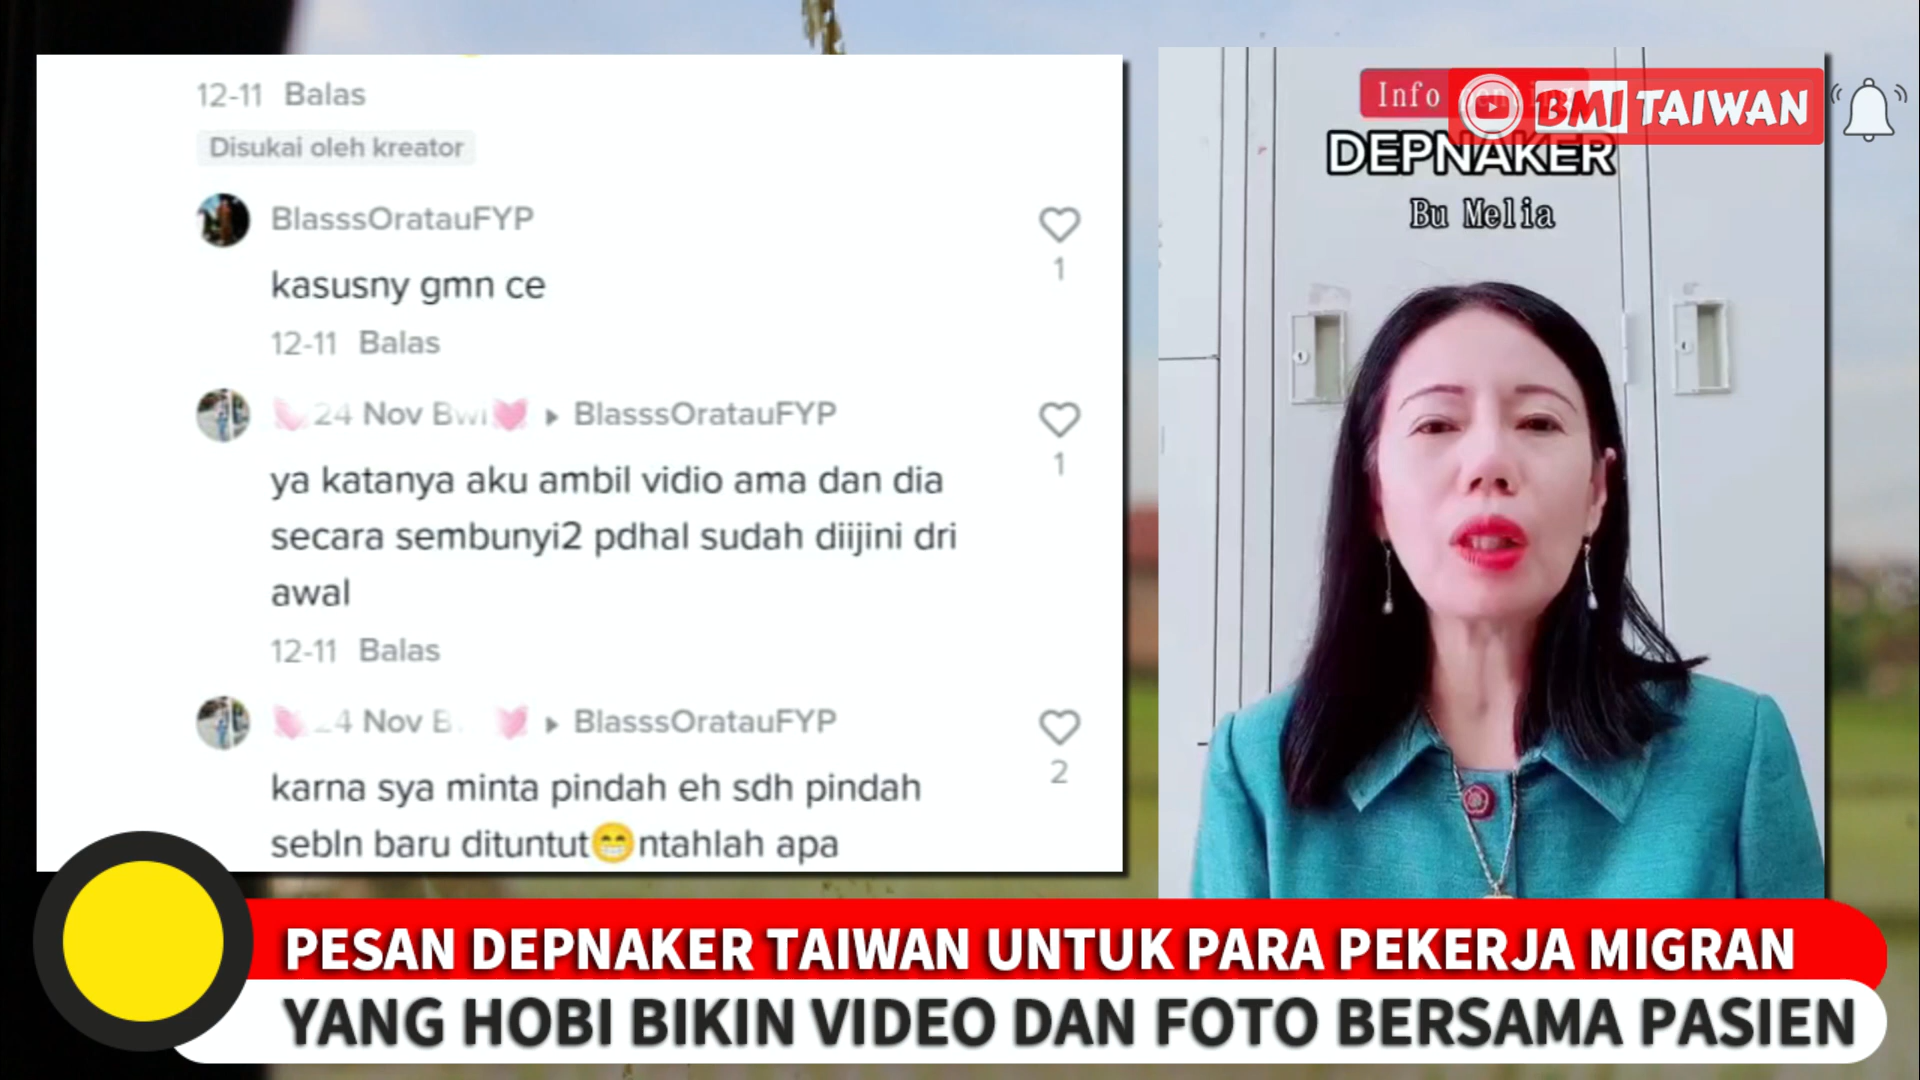 12-11 Balas
Disukai oleh kreator
BlasssOratauFYP
1
kasusny gmn ce
12-11 Balas
24 Nov Bwi BlasssOratauFYP
1
ya katanya aku ambil vidio ama dan dia
secara sembunyi2 pdhal sudah diijini dri
awal
12-11 Balas
4 Nov B BlasssOratauFYP
2
karna sya minta pindah eh sdh pindah
sebln baru dituntut😁ntahlah apa
Info
BMI TAIWAN
DEPNAKER
Bu Melia
PESAN DEPNAKER TAIWAN UNTUK PARA PEKERJA MIGRAN
YANG HOBI BIKIN VIDEO DAN FOTO BERSAMA PASIEN